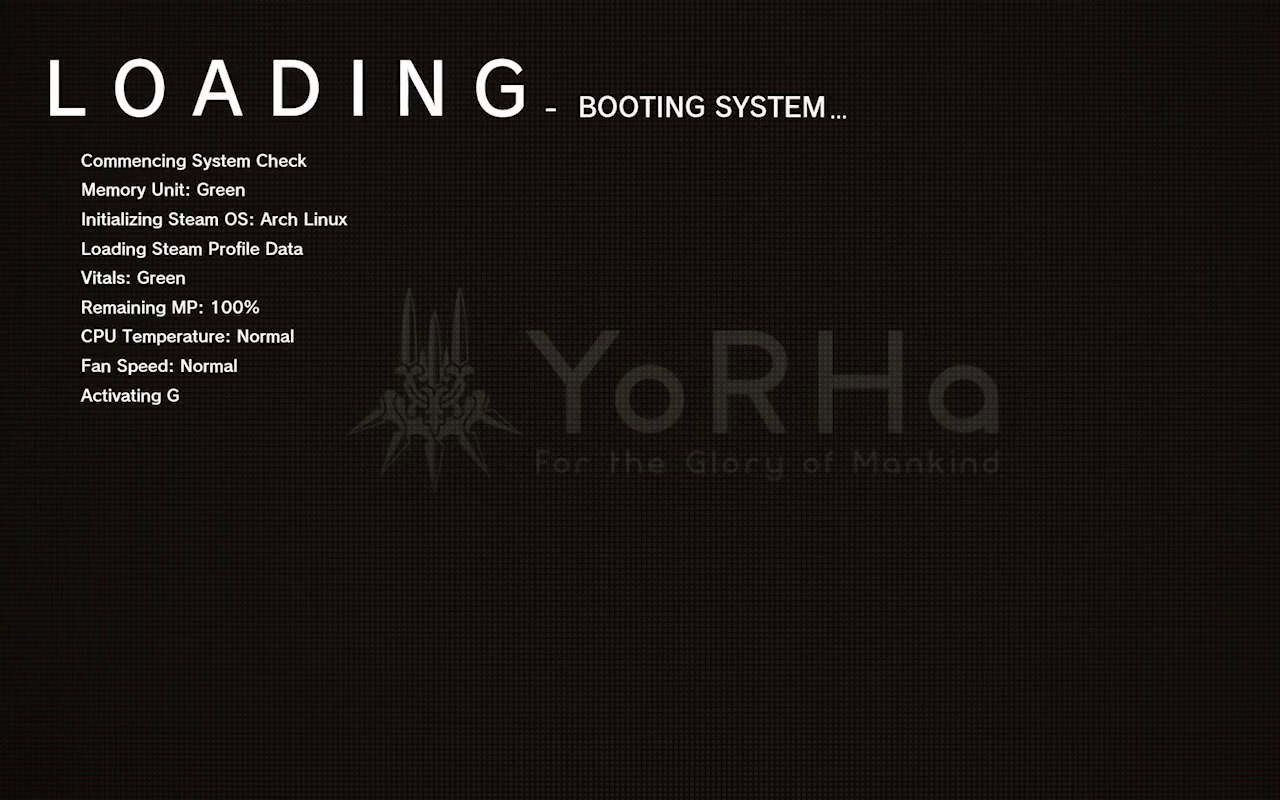 LOADING - BOOTING SYSTEM...
Commencing System Check
Memory Unit: Green
Initializing Steam OS: Arch Linux
Loading Steam Profile Data
Vitals: Green
Remaining MP: 100%
CPU Temperature: Normal
Fan Speed: Normal
Activating G
YoRHa
For the Glory of Mankind